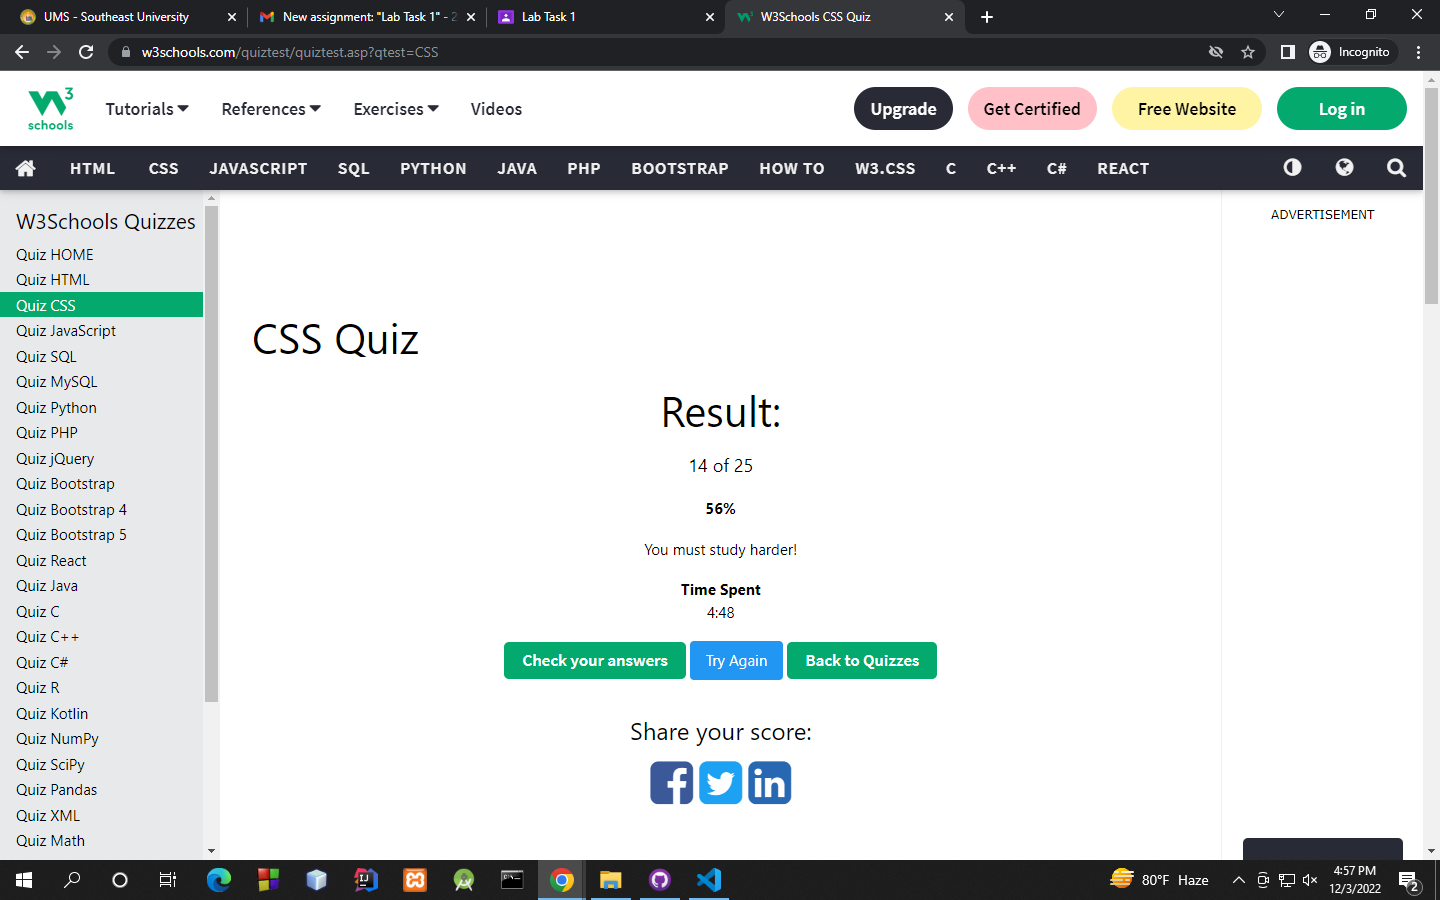 UMS - Southeast University
New assignment: "Lab Task 1" - 2
Lab Task 1
W3Schools CSS Quiz
w3schools.com/quiztest/quiztest.asp?qtest=CSS
Incognito
W3 schools
Tutorials
References
Exercises
Videos
Upgrade
Get Certified
Free Website
Log in
HTML
CSS
JAVASCRIPT
SQL
PYTHON
JAVA
PHP
BOOTSTRAP
HOW TO
W3.CSS
C
C++
C#
REACT
W3Schools Quizzes
Quiz HOME
Quiz HTML
Quiz CSS
Quiz JavaScript
Quiz SQL
Quiz MySQL
Quiz Python
Quiz PHP
Quiz jQuery
Quiz Bootstrap
Quiz Bootstrap 4
Quiz Bootstrap 5
Quiz React
Quiz Java
Quiz C
Quiz C++
Quiz C#
Quiz R
Quiz Kotlin
Quiz NumPy
Quiz SciPy
Quiz Pandas
Quiz XML
Quiz Math
CSS Quiz
Result:
14 of 25
56%
You must study harder!
Time Spent
4:48
Check your answers
Try Again
Back to Quizzes
Share your score:
ADVERTISEMENT
80°F Haze
4:57 PM
12/3/2022
2